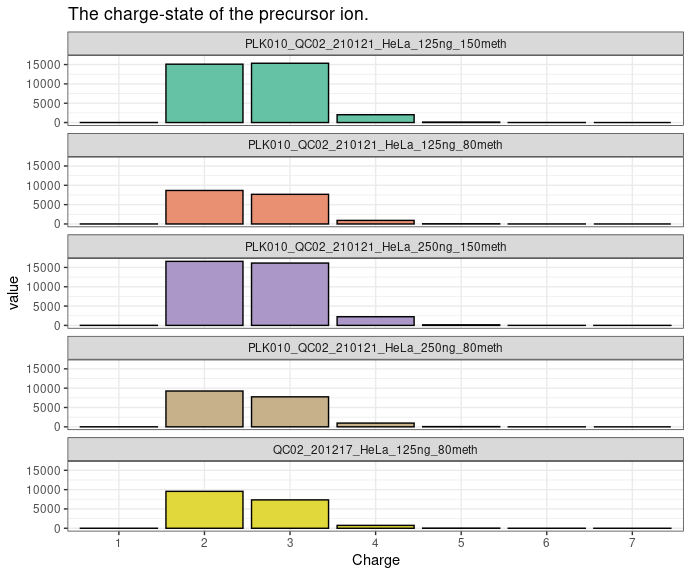 The charge-state of the precursor ion.
PLK010_QC02_210121_HeLa_125ng_150meth
15000
10000
5000
0
PLK010_QC02_210121_HeLa_125ng_80meth
15000
10000
5000
0
PLK010_QC02_210121_HeLa_250ng_150meth
15000
10000
5000
0
value
PLK010_QC02_210121_HeLa_250ng_80meth
15000
10000
5000
0
QC02_201217_HeLa_125ng_80meth
15000
10000
5000
0
1 2 3 4 5 6 7
Charge